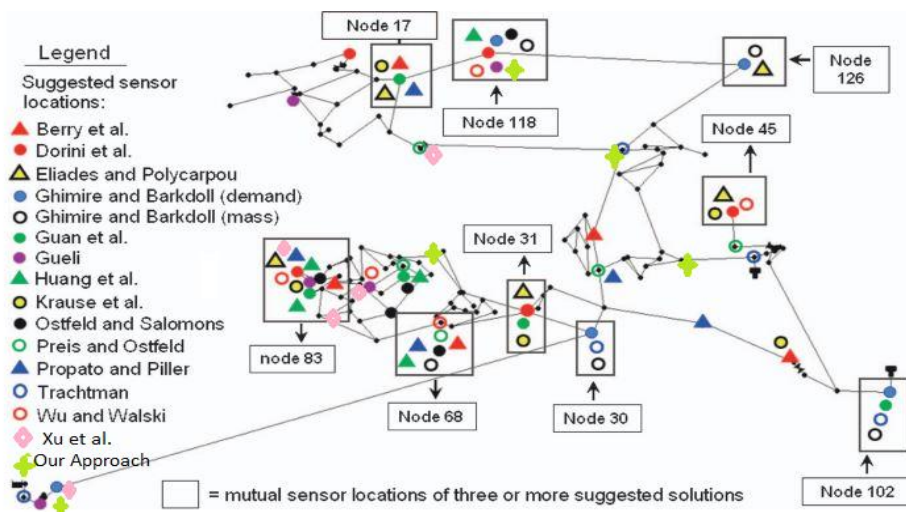 Legend
Suggested sensor
locations:
Berry et al.
Dorini et al.
Eliades and Polycarpou
Ghimire and Barkdoll (demand)
Ghimire and Barkdoll (mass)
Guan et al.
Gueli
Huang et al.
Krause et al.
Ostfeld and Salomons
Preis and Ostfeld
Propato and Piller
Trachtman
Wu and Walski
Xu et al.
Our Approach
Node 17
Node 118
Node
126
Node 45
Node 31
node 83
Node 68
Node 30
Node 102
= mutual sensor locations of three or more suggested solutions